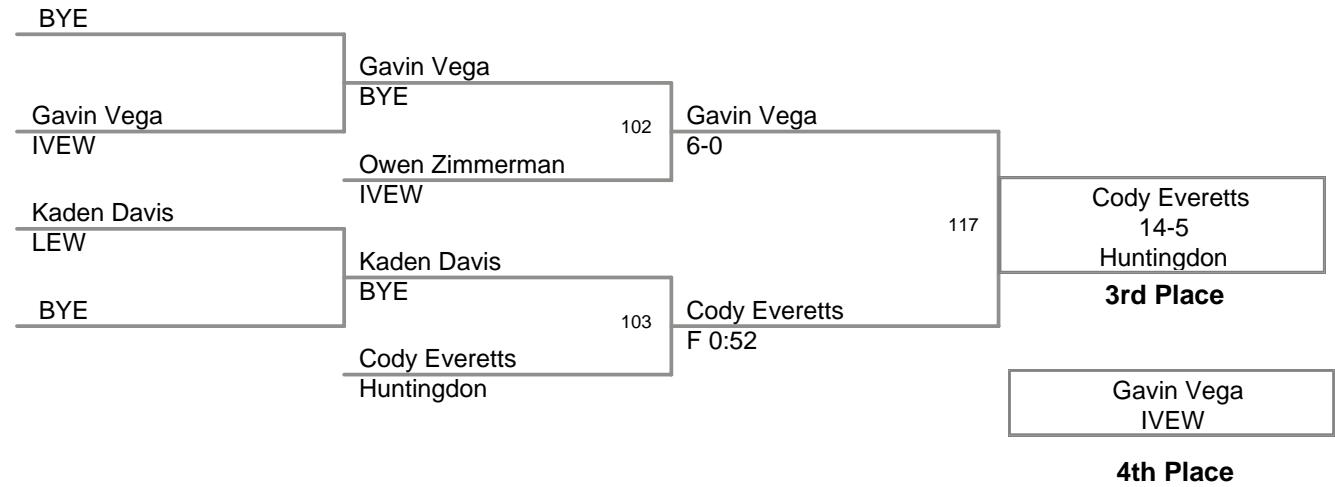 BYE
Gavin Vega
BYE
Gavin Vega
IVEW
102
Gavin Vega
6-0
Owen Zimmerman
IVEW
Kaden Davis
LEW
117
Cody Everetts
14-5
Huntingdon
3rd Place
Kaden Davis
BYE
BYE
103
Cody Everetts
F 0:52
Cody Everetts
Huntingdon
Gavin Vega
IVEW
4th Place